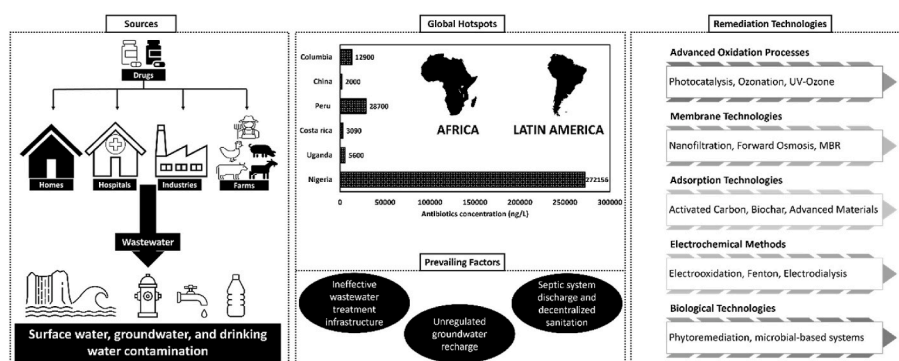 Sources
Drugs
Homes
Hospitals
Industries
Farms
Wastewater
Surface water, groundwater, and drinking
water contamination
Global Hotspots
Columbia
12900
China
2000
Peru
28700
Costa rica
3090
Uganda
5600
Nigeria
272156
AFRICA
LATIN AMERICA
0
50000
100000
150000
200000
250000
300000
Antibiotics concentration (ng/L)
Prevailing Factors
Ineffective
wastewater
treatment
infrastructure
Unregulated
groundwater
recharge
Septic system
discharge and
decentralized
sanitation
Remediation Technologies
Advanced Oxidation Processes
Photocatalysis, Ozonation, UV-Ozone
Membrane Technologies
Nanofiltration, Forward Osmosis, MBR
Adsorption Technologies
Activated Carbon, Biochar, Advanced Materials
Electrochemical Methods
Electrooxidation, Fenton, Electrodialysis
Biological Technologies
Phytoremediation, microbial-based systems